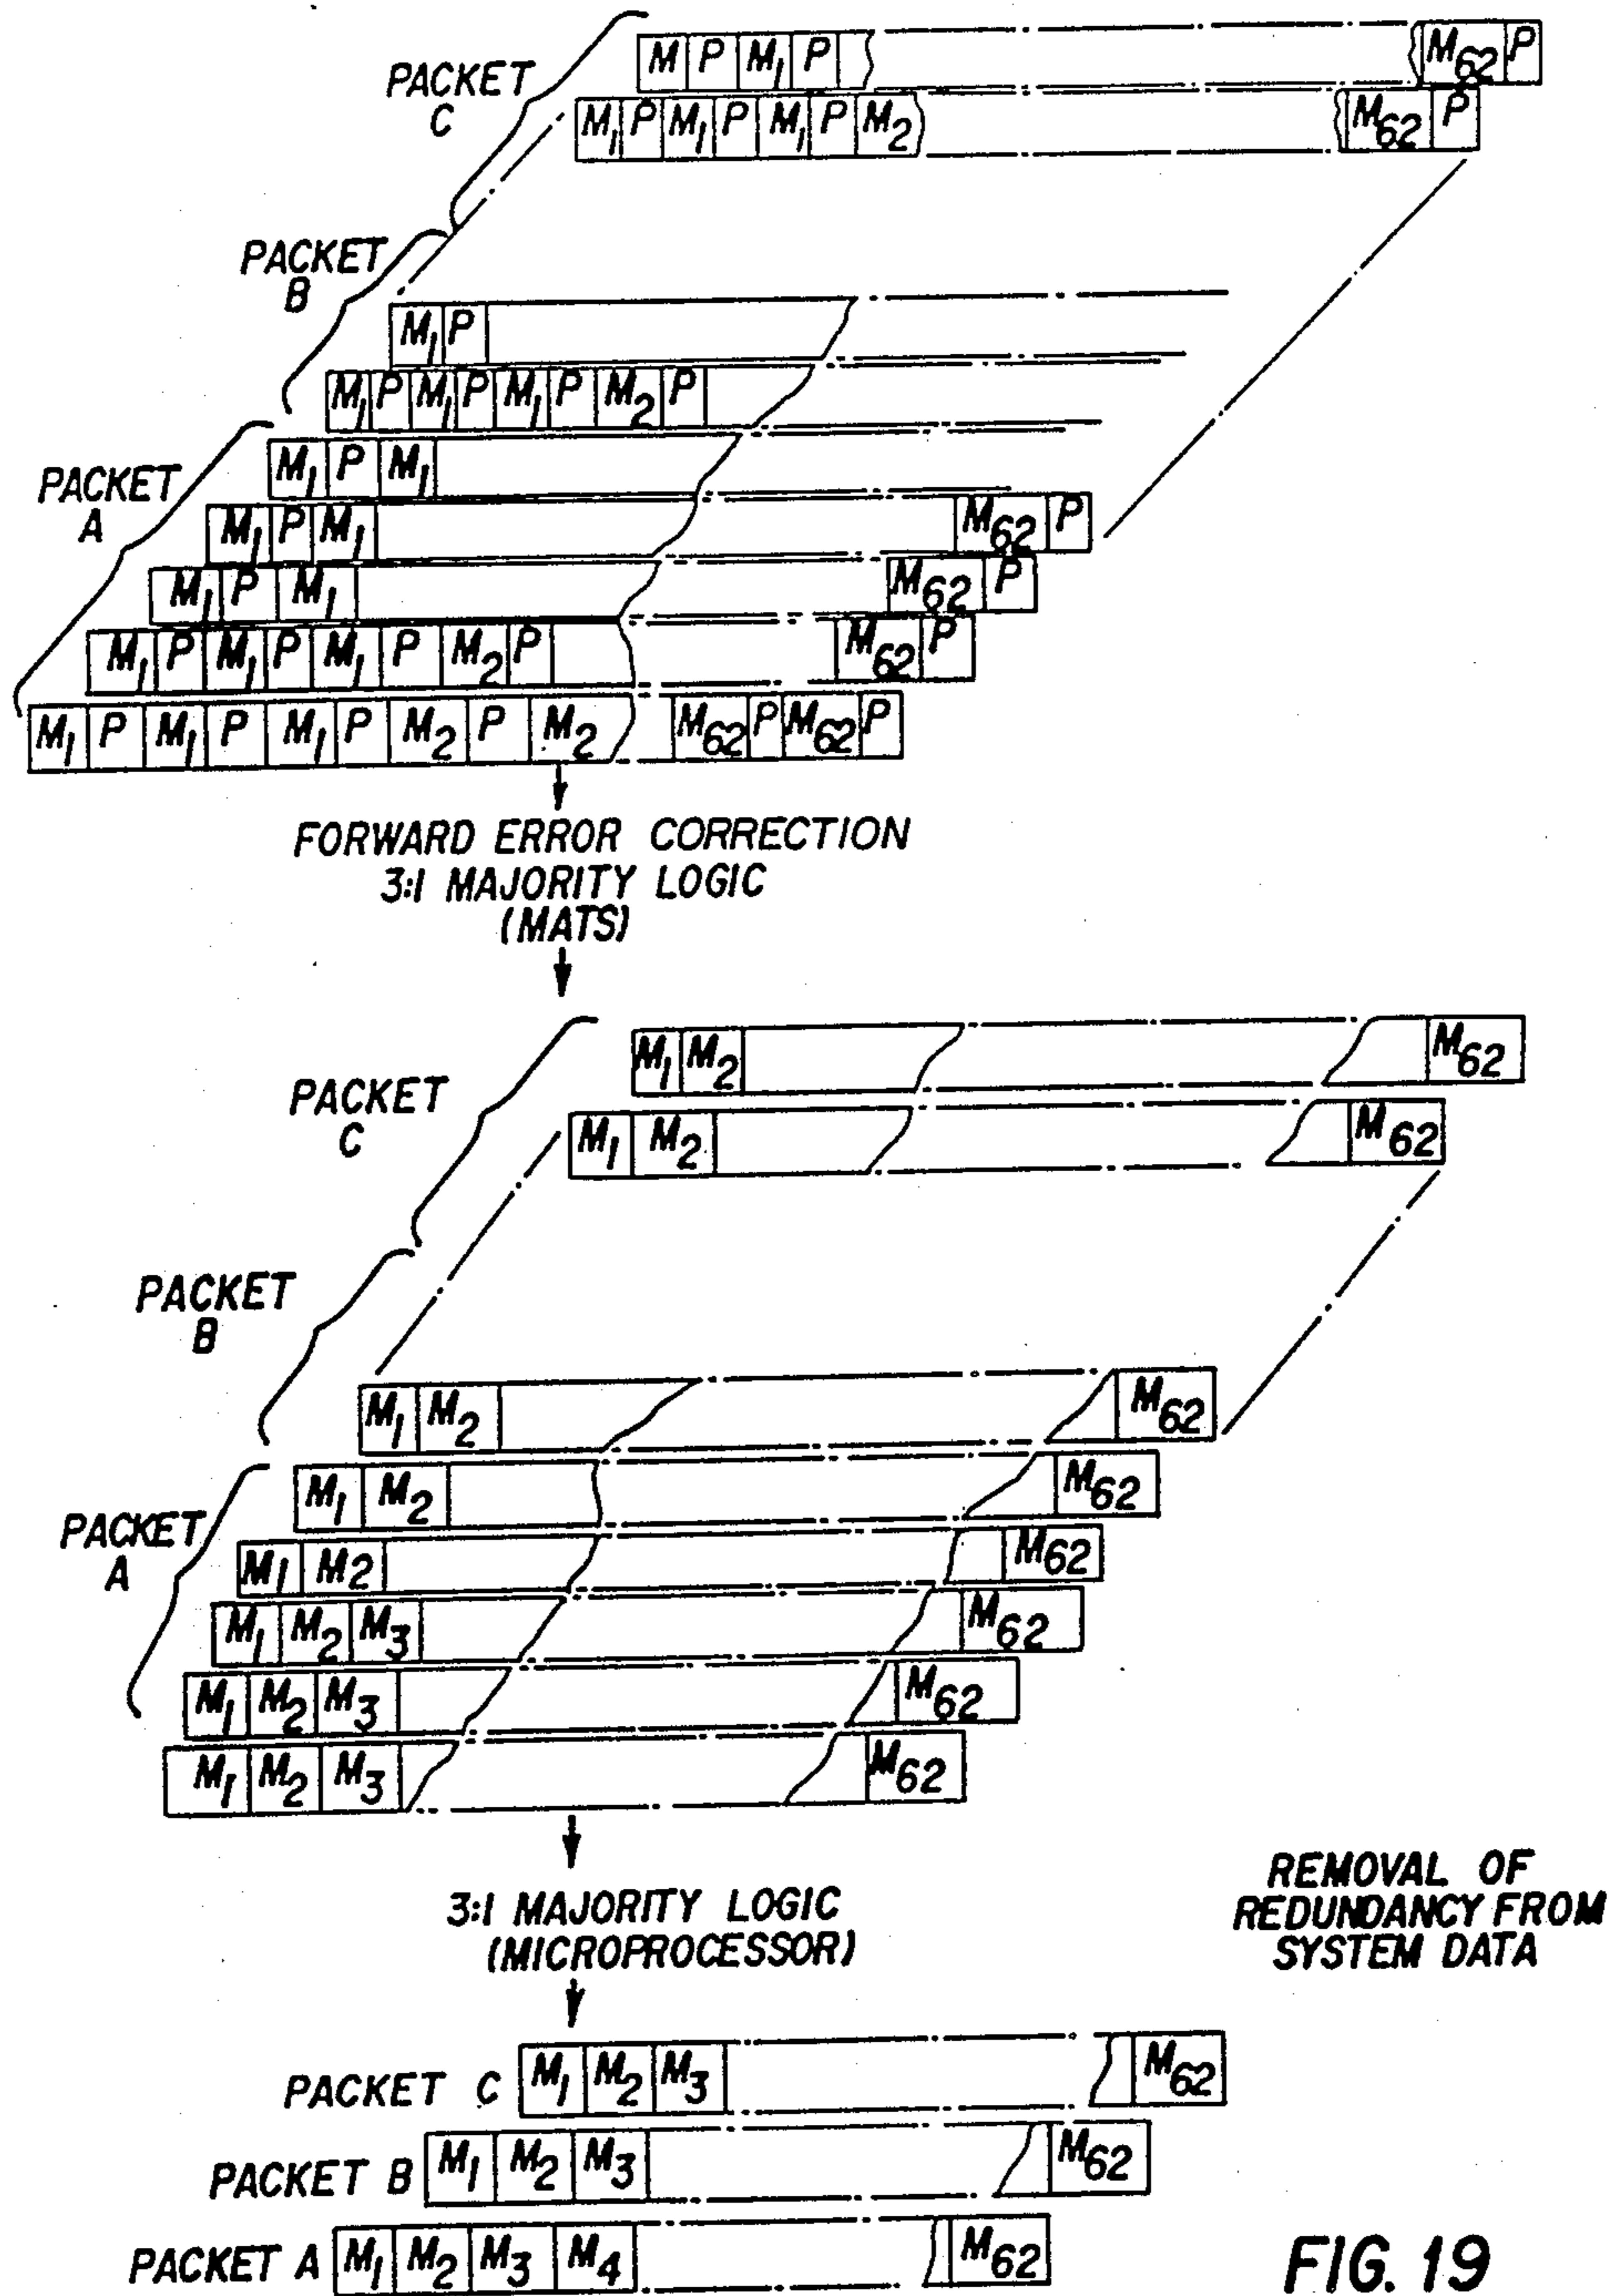 PACKET
C
M P M1 P M62 P
M1 P M1 P M1 P M2 M62 P
PACKET
B
M1 P
M1 P M1 P M1 P M2 P
PACKET
A
M1 P M1
M1 P M1 M62 P
M1 P M1 M62 P
M1 P M1 P M1 P M2 P M62 P
M1 P M1 P M1 P M2 P M2 M62 P M62 P
FORWARD ERROR CORRECTION
3:1 MAJORITY LOGIC
(MATS)
PACKET
C
M1 M2 M62
M1 M2 M62
PACKET
B
M1 M2 M62
PACKET
A
M1 M2 M62
M1 M2 M62
M1 M2 M3 M62
M1 M2 M3 M62
M1 M2 M3 M62
3:1 MAJORITY LOGIC
(MICROPROCESSOR)
REMOVAL OF
REDUNDANCY FROM
SYSTEM DATA
PACKET C M1 M2 M3 M62
PACKET B M1 M2 M3 M62
PACKET A M1 M2 M3 M4 M62
FIG. 19